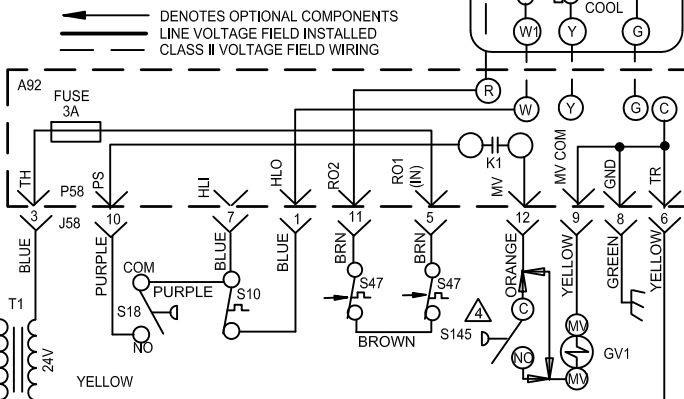 DENOTES OPTIONAL COMPONENTS
LINE VOLTAGE FIELD INSTALLED
CLASS II VOLTAGE FIELD WIRING
COOL
W1 Y G
A92
R
FUSE
3A
W Y G C
K1
TH
PS
HLI
HLO
RO2
RO1
(IN)
MV
MV COM
GND
TR
P58
J58
3 10 7 1 11 5 12 9 8 6
BLUE
PURPLE
BLUE
BLUE
BRN
BRN
ORANGE
YELLOW
GREEN
YELLOW
COM
PURPLE
S10
S47
S47
T1
S18
NO
24V
BROWN
4
S145
C
NO
MV
GV1
MV
YELLOW